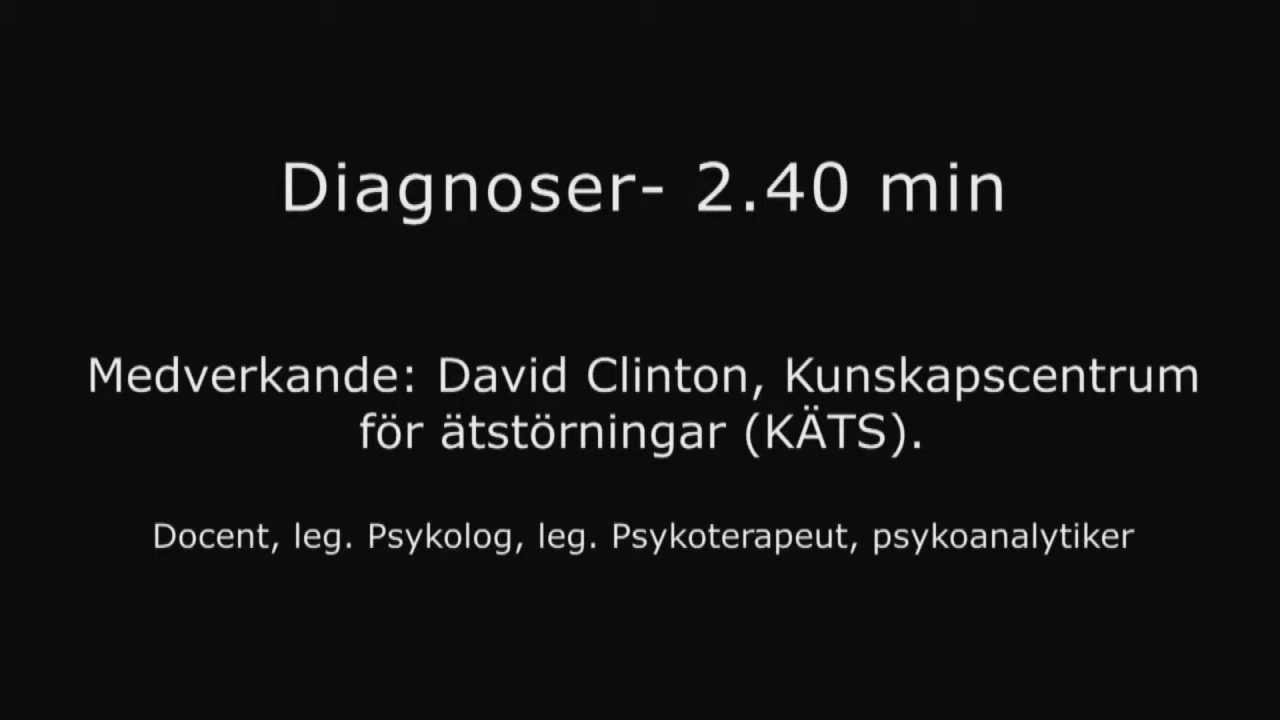 Diagnoser- 2.40 min
Medverkande: David Clinton, Kunskapscentrum
för ätstörningar (KÄTS).
Docent, leg. Psykolog, leg. Psykoterapeut, psykoanalytiker